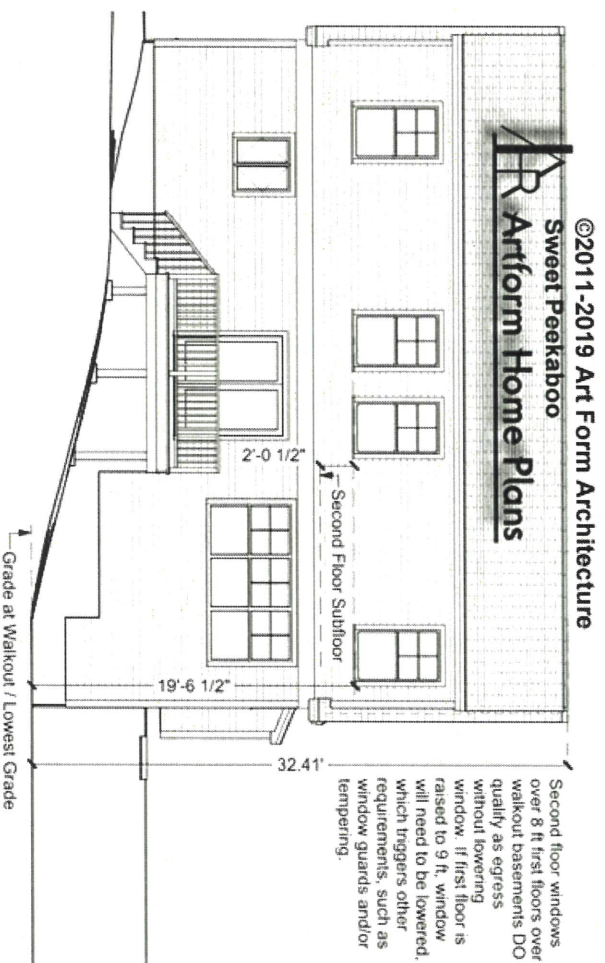 ©2011-2019 Art Form Architecture
Sweet Peekaboo
Artform Home Plans
2'-0 1/2"
Second Floor Subfloor
19'-6 1/2"
32.41'
Grade at Walkout / Lowest Grade
Second floor windows
over 8 ft first floors over
walkout basements DO
qualify as egress
without lowering
window. If first floor is
raised to 9 ft, window
will need to be lowered,
which triggers other
requirements, such as
window guards and/or
tempering.